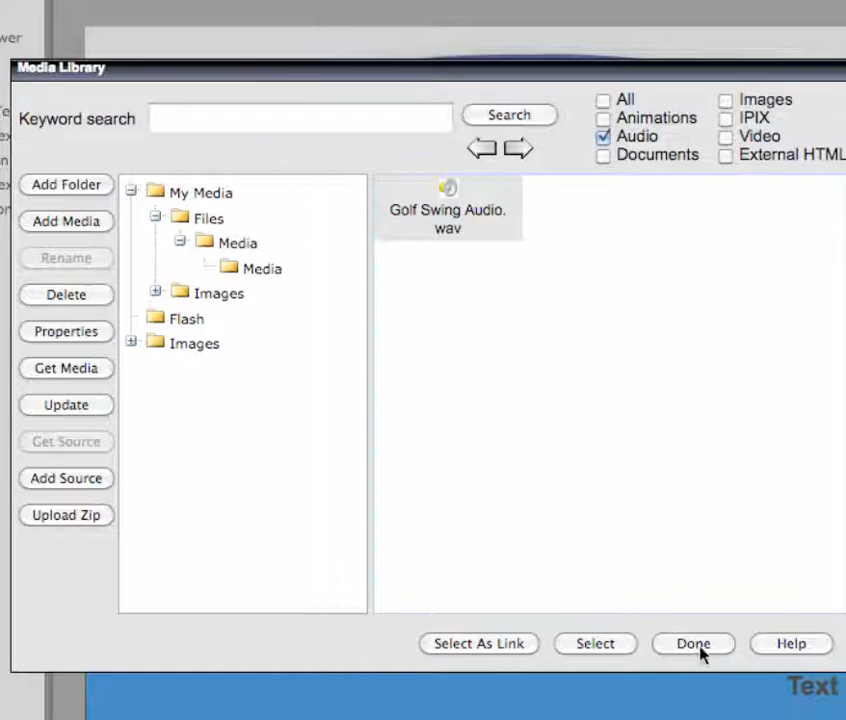 wer
Media Library
Keyword search
Search
All
Images
Animations
IPIX
Audio
Video
Documents
External HTML
Add Folder
Add Media
Rename
Delete
Properties
Get Media
Update
Get Source
Add Source
Upload Zip
My Media
Files
Media
Media
Images
Flash
Images
Golf Swing Audio.
wav
Select As Link
Select
Done
Help
Text